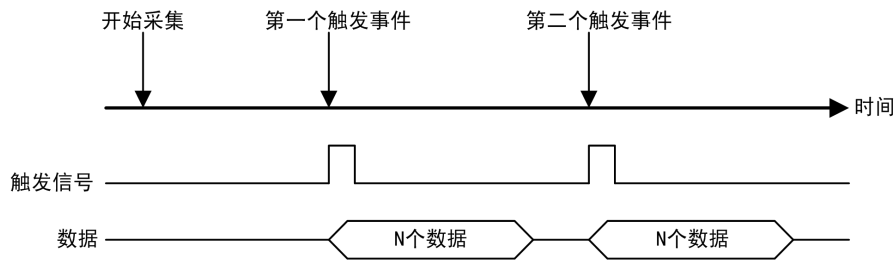 开始采集
第一个触发事件
第二个触发事件
时间
触发信号
数据
N个数据
N个数据